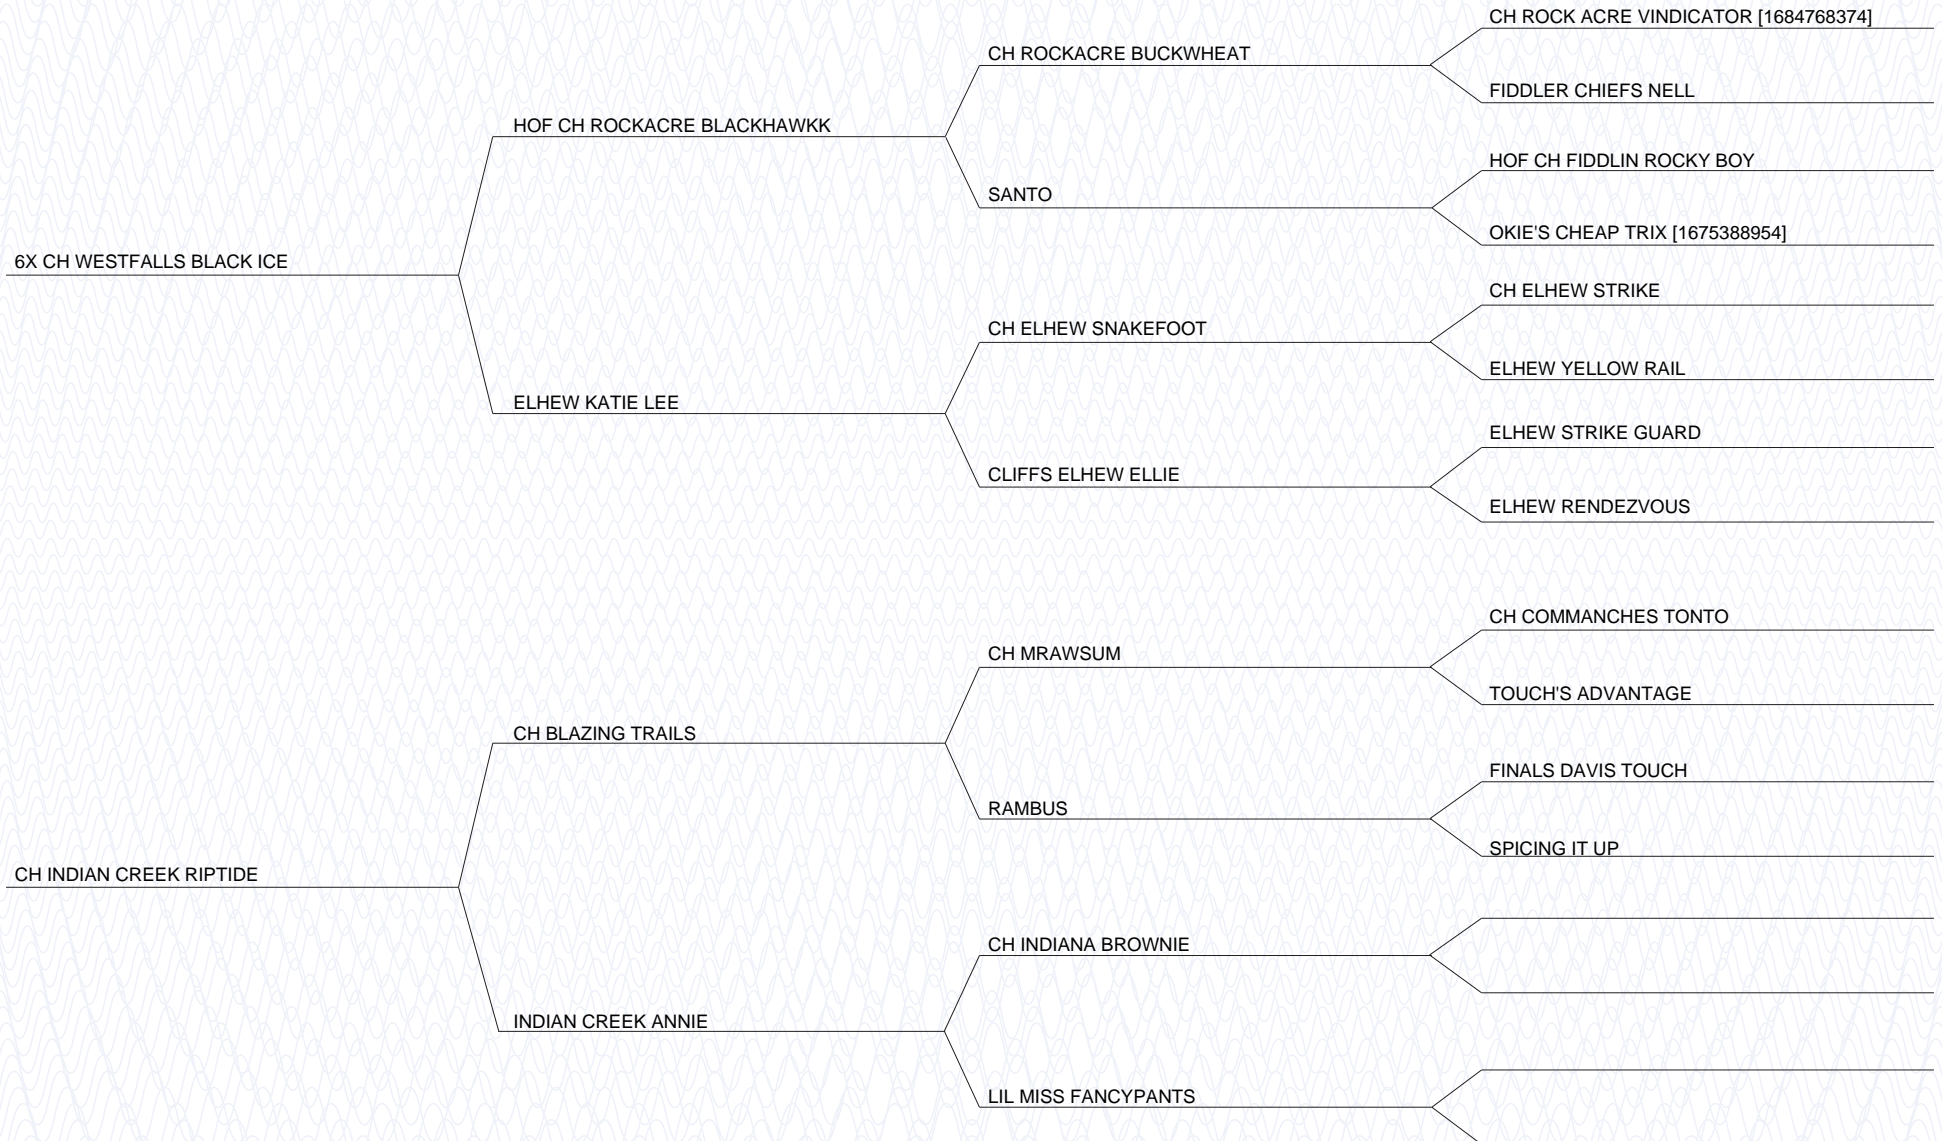 CH ROCK ACRE VINDICATOR [1684768374]
CH ROCKACRE BUCKWHEAT
FIDDLER CHIEFS NELL
HOF CH ROCKACRE BLACKHAWKK
HOF CH FIDDLIN ROCKY BOY
SANTO
OKIE'S CHEAP TRIX [1675388954]
6X CH WESTFALLS BLACK ICE
CH ELHEW STRIKE
CH ELHEW SNAKEFOOT
ELHEW YELLOW RAIL
ELHEW KATIE LEE
ELHEW STRIKE GUARD
CLIFFS ELHEW ELLIE
ELHEW RENDEZVOUS
CH COMMANCHES TONTO
CH MRAWSUM
TOUCH'S ADVANTAGE
CH BLAZING TRAILS
FINALS DAVIS TOUCH
RAMBUS
SPICING IT UP
CH INDIAN CREEK RIPTIDE
CH INDIANA BROWNIE
INDIAN CREEK ANNIE
LIL MISS FANCYPANTS